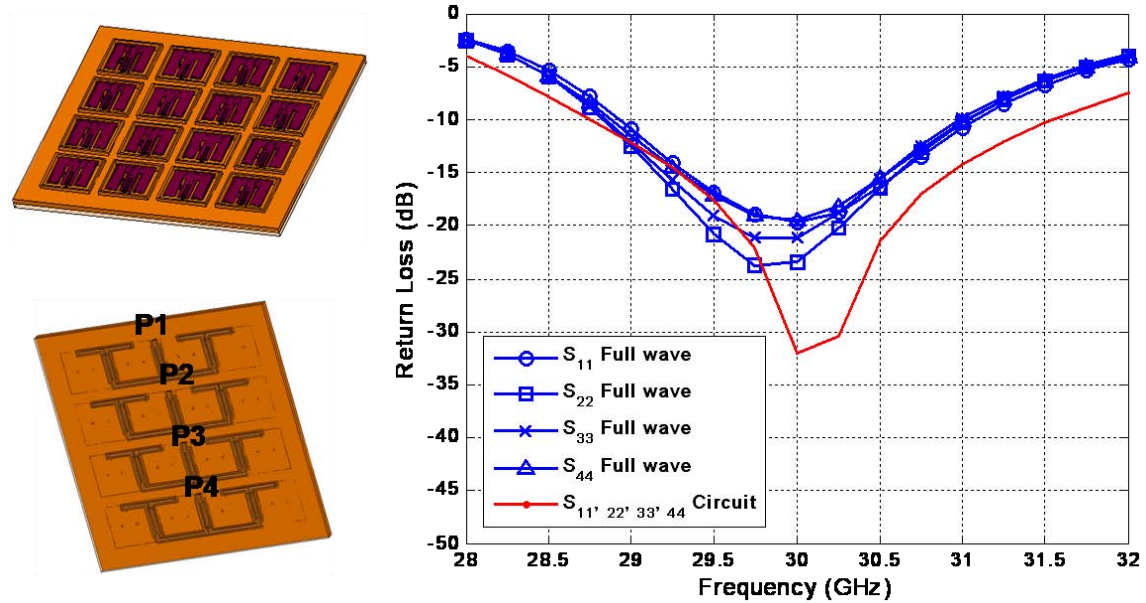 P1
P2
P3
P4
Return Loss (dB)
0
-5
-10
-15
-20
-25
-30
-35
-40
-45
-50
S11 Full wave
S22 Full wave
S33 Full wave
S44 Full wave
S11, 22, 33, 44 Circuit
28 28.5 29 29.5 30 30.5 31 31.5 32
Frequency (GHz)